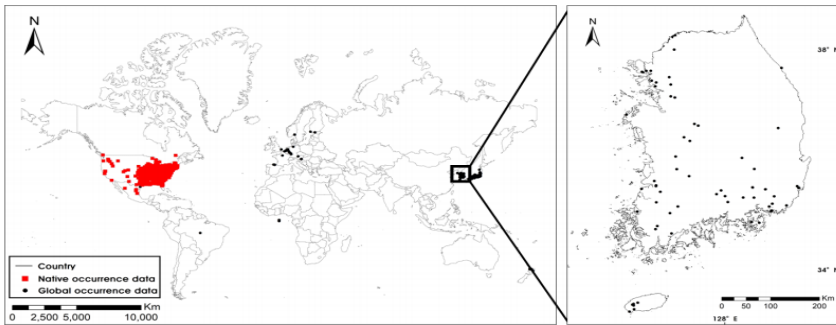 N
N
38° N
Country
Native occurrence data
Global occurrence data
Km
0 2,500 5,000 10,000
34° N
Km
0 50 100 200
128° E